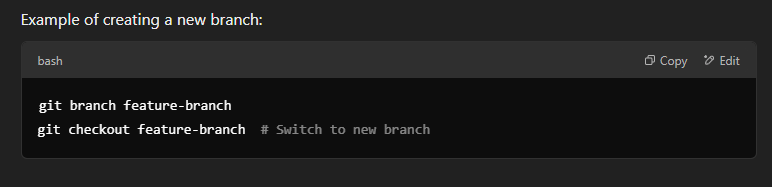 Example of creating a new branch:
bash Copy Edit
git branch feature-branch
git checkout feature-branch  # Switch to new branch